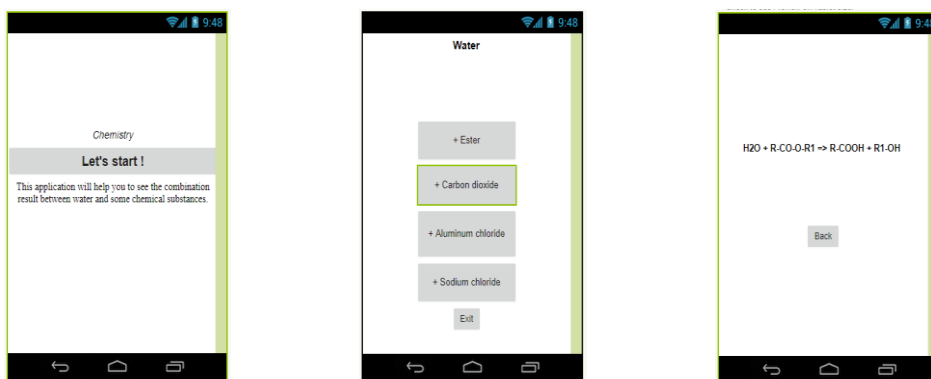 9:48
Chemistry
Let's start !
This application will help you to see the combination
result between water and some chemical substances.
9:48
Water
+ Ester
+ Carbon dioxide
+ Aluminum chloride
+ Sodium chloride
Exit
9:48
H2O + R-CO-O-R1 => R-COOH + R1-OH
Back